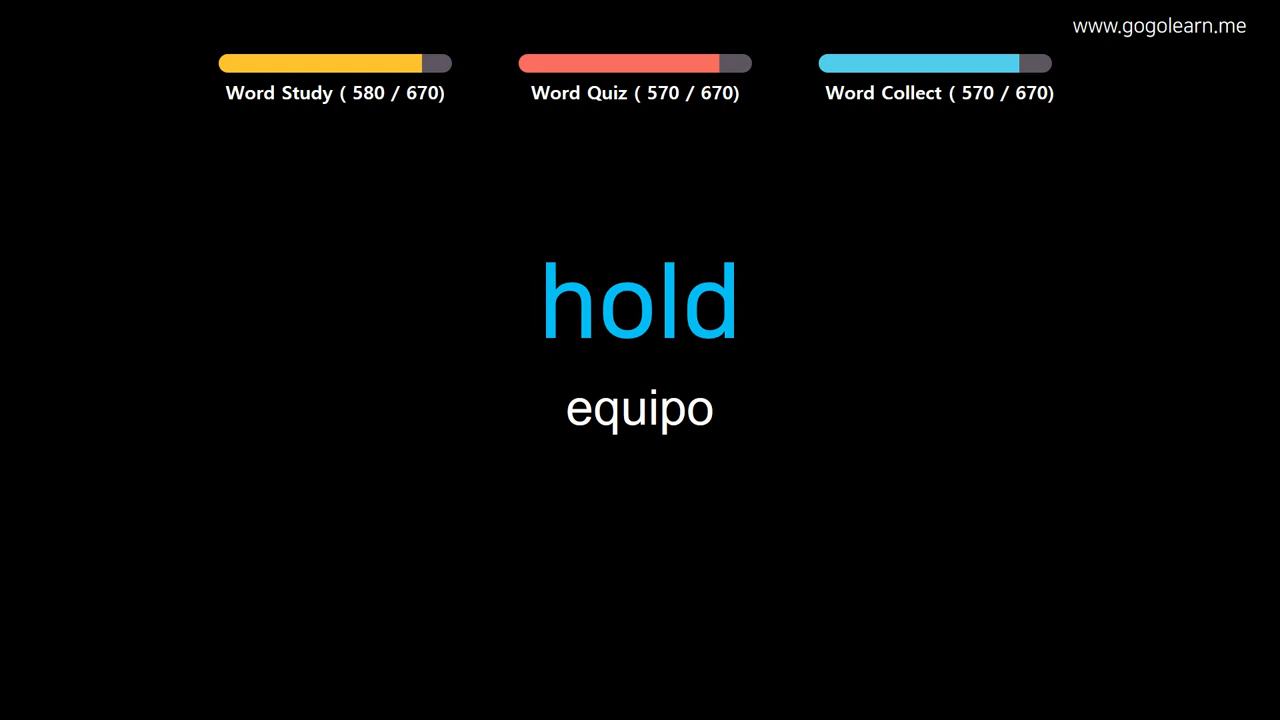 www.gogolearn.me
Word Study ( 580 / 670)
Word Quiz ( 570 / 670)
Word Collect ( 570 / 670)
hold
equipo